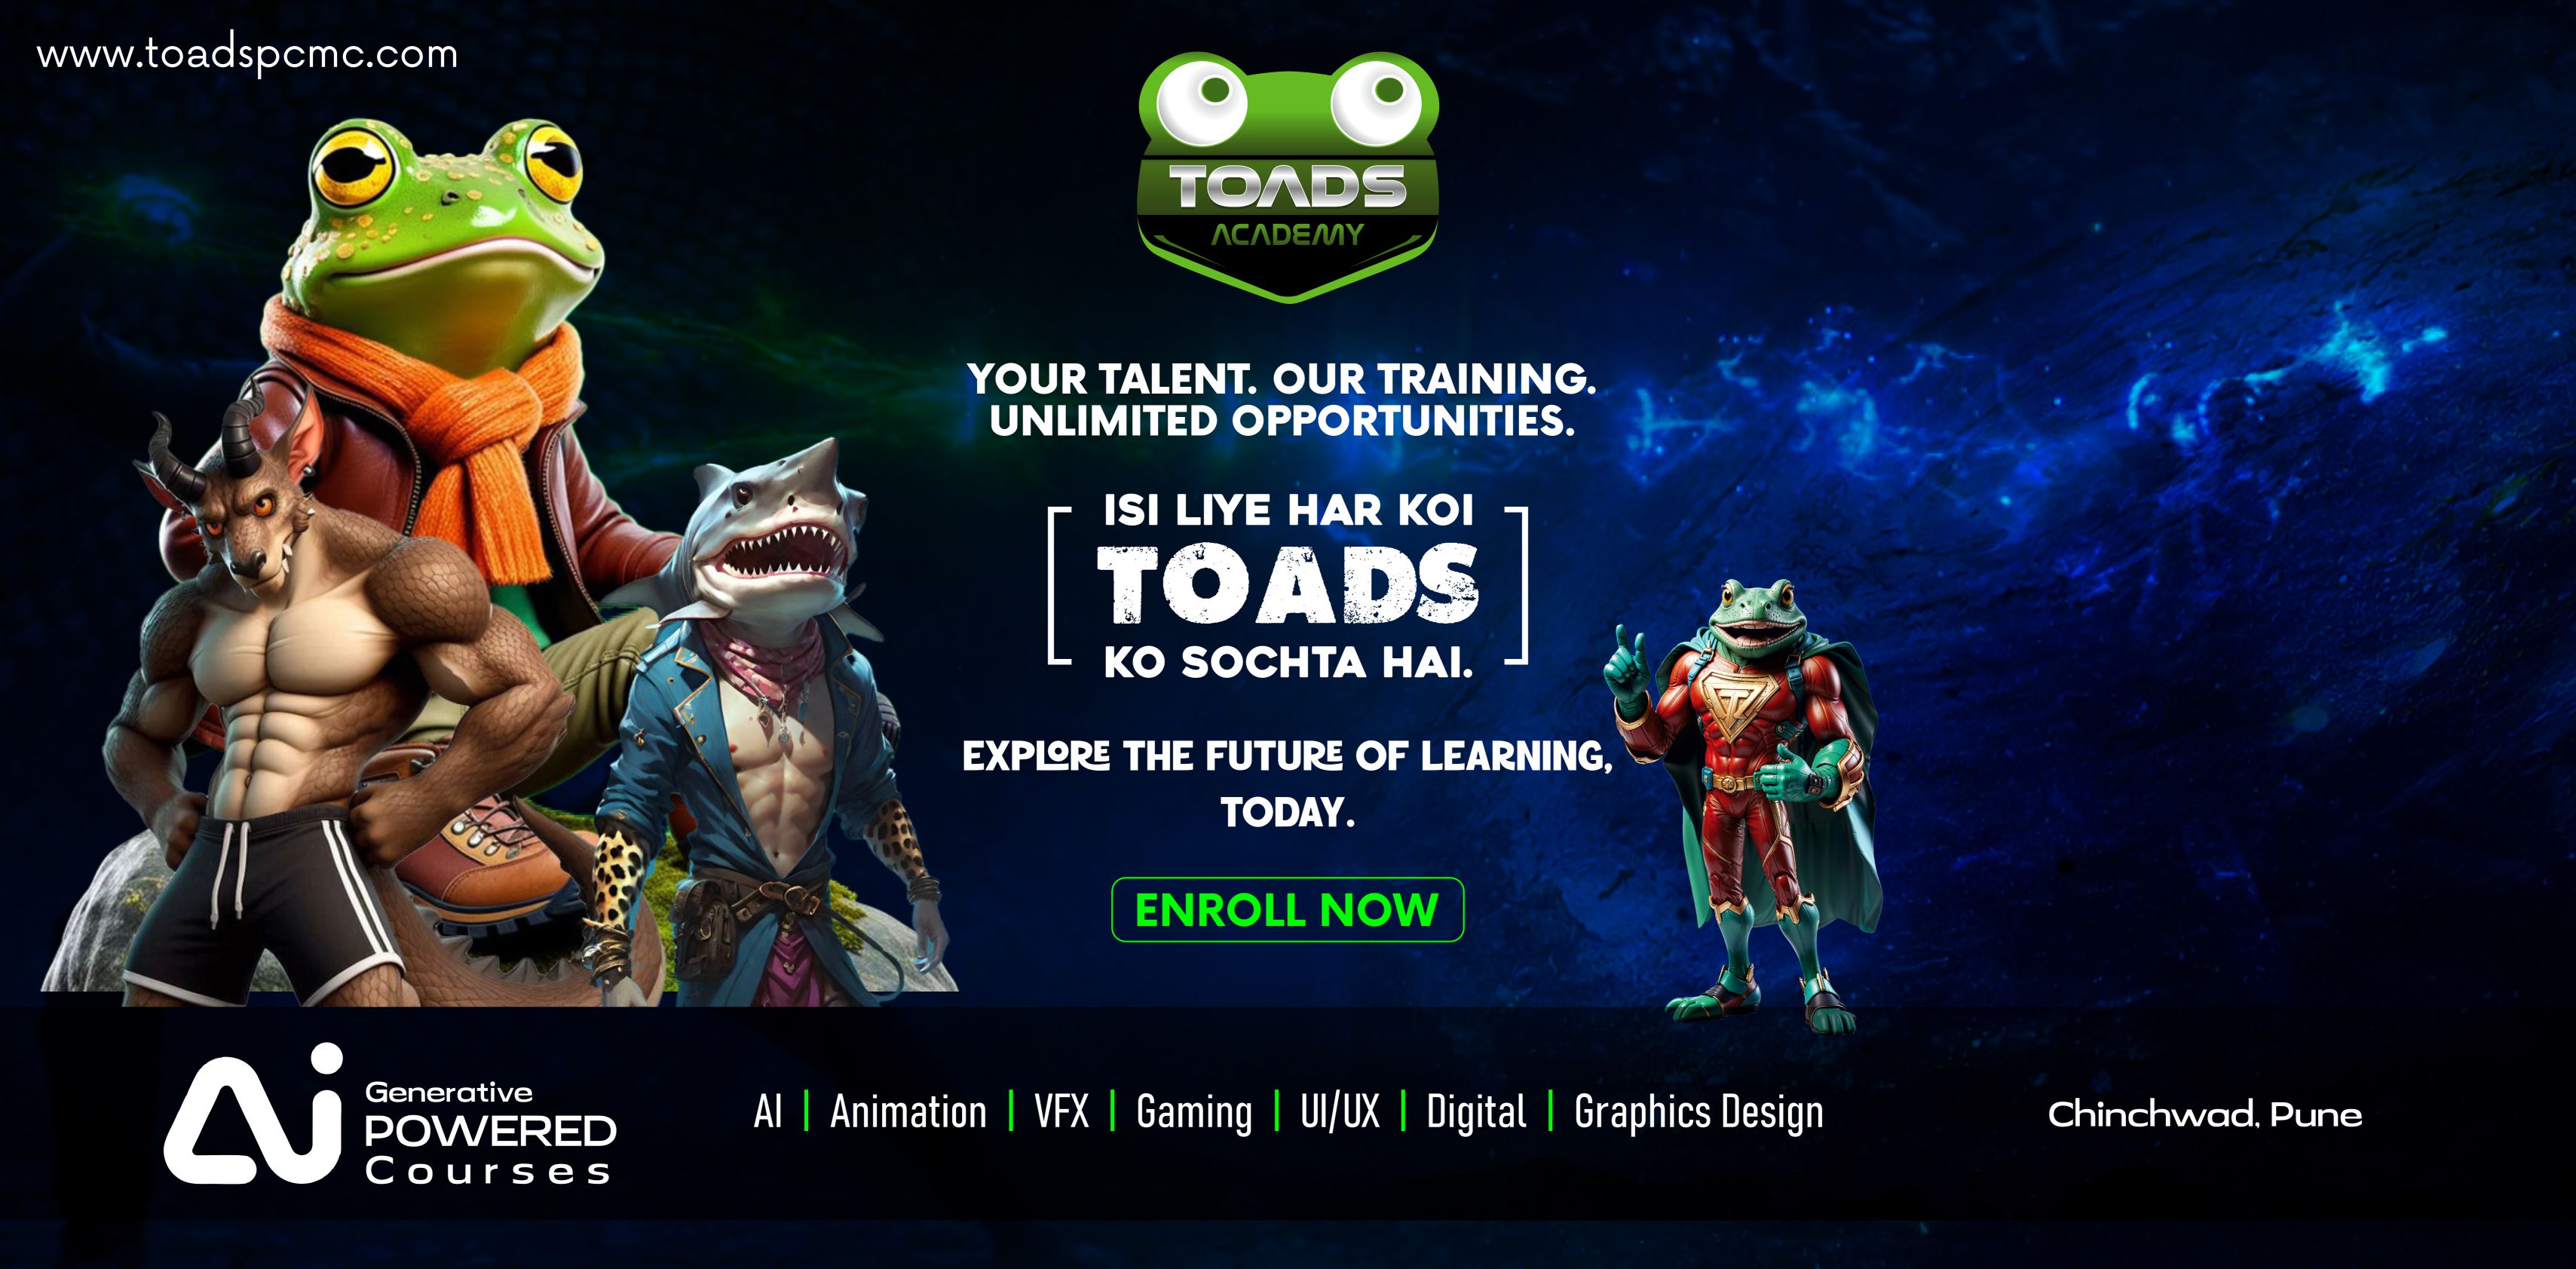 www.toadspcmc.com
TOADS
ACADEMY
YOUR TALENT. OUR TRAINING.
UNLIMITED OPPORTUNITIES.
ISI LIYE HAR KOI
TOADS
KO SOCHTA HAI.
EXPLORE THE FUTURE OF LEARNING,
TODAY.
ENROLL NOW
Ai
Generative
POWERED
Courses
AI | Animation | VFX | Gaming | UI/UX | Digital | Graphics Design
Chinchwad, Pune